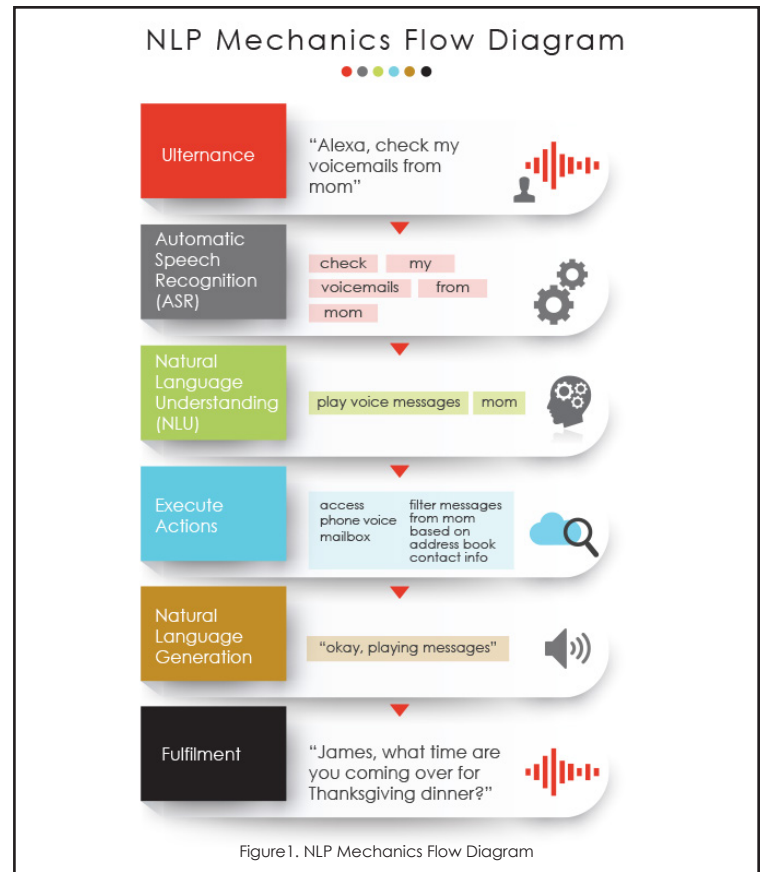 NLP Mechanics Flow Diagram
Ulternance
“Alexa, check my
voicemails from
mom”
Automatic
Speech
Recognition
(ASR)
check my
voicemails from
mom
Natural
Language
Understanding
(NLU)
play voice messages mom
Execute
Actions
access
phone voice
mailbox
filter messages
from mom
based on
address book
contact info
Natural
Language
Generation
“okay, playing messages”
Fulfilment
“James, what time are
you coming over for
Thanksgiving dinner?”
Figure1. NLP Mechanics Flow Diagram